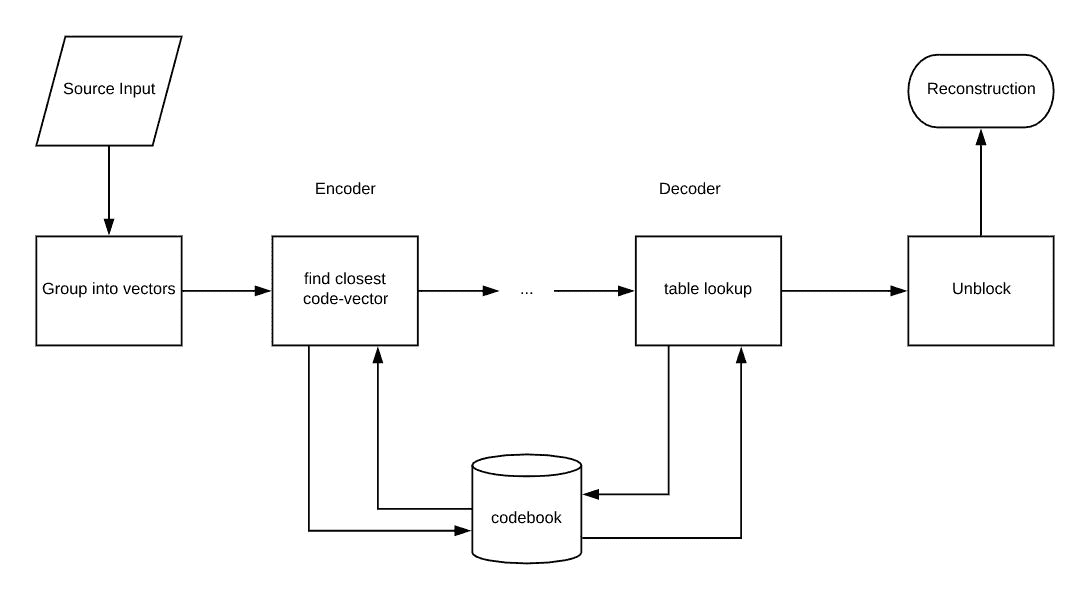 Source Input
Reconstruction
Encoder
Decoder
Group into vectors
find closest
code-vector
...
table lookup
Unblock
codebook